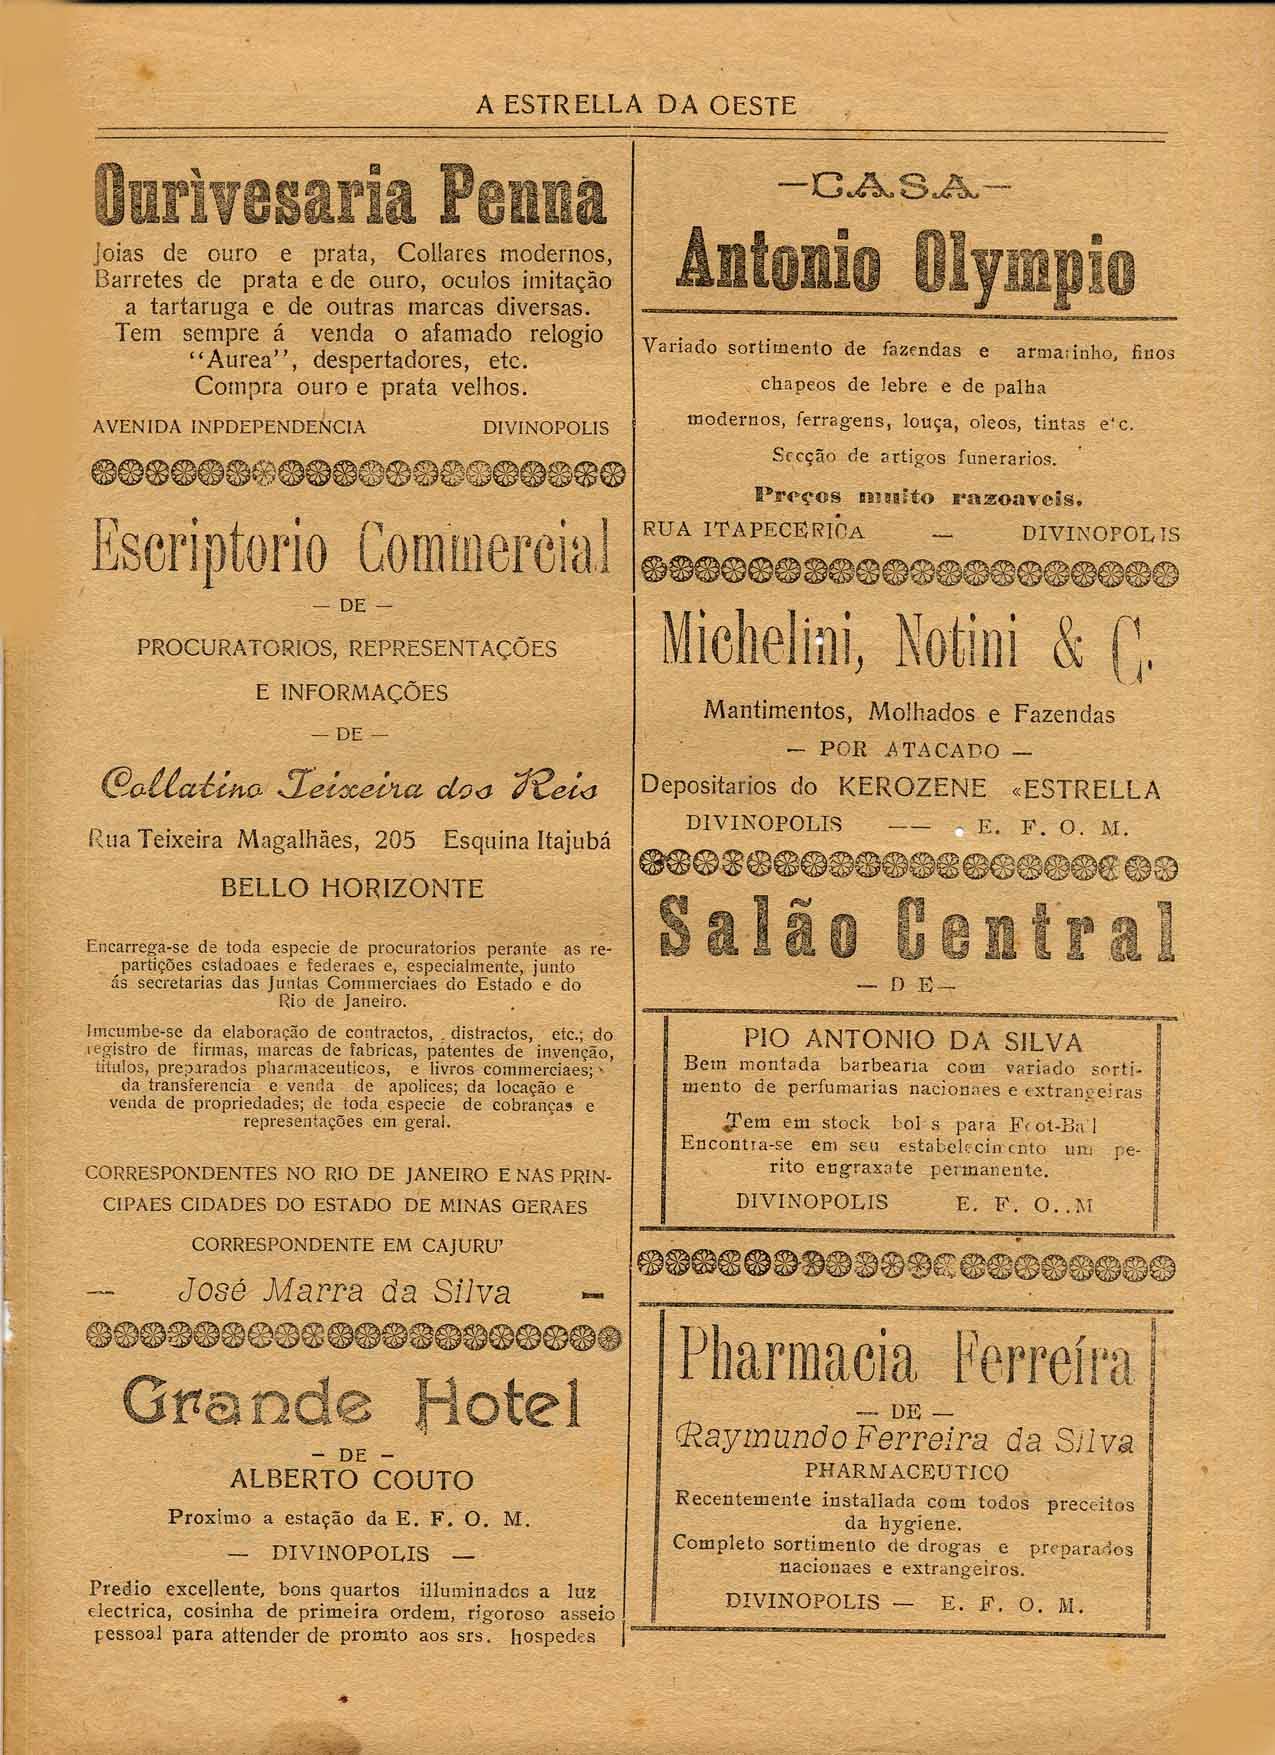 A ESTRELLA DA OESTE
Ourìvesaria Penna
Joias de ouro e prata, Collares modernos,
Barretes de prata e de ouro, oculos imitação
a tartaruga e de outras marcas diversas.
Tem sempre á venda o afamado relogio
"Aurea", despertadores, etc.
Compra ouro e prata velhos.
AVENIDA INPDEPENDENCIA DIVINOPOLIS
Escriptorio Commercial
— DE —
PROCURATORIOS, REPRESENTAÇÕES
E INFORMAÇÕES
— DE —
Collatino Teixeira dos Reis
Rua Teixeira Magalhães, 205 Esquina Itajubá
BELLO HORIZONTE
Encarrega-se de toda especie de procuratorios perante as re-
partições estadoaes e federaes e, especialmente, junto
ás secretarias das Juntas Commerciaes do Estado e do
Rio de Janeiro.
Imcumbe-se da elaboração de contractos, distractos, etc.; do
registro de firmas, marcas de fabricas, patentes de invenção,
titulos, preparados pharmaceuticos, e livros commerciaes;
da transferencia e venda de apolices; da locação e
venda de propriedades; de toda especie de cobranças e
representações em geral.
CORRESPONDENTES NO RIO DE JANEIRO E NAS PRIN-
CIPAES CIDADES DO ESTADO DE MINAS GERAES
CORRESPONDENTE EM CAJURU'
— José Marra da Silva —
Grande Hotel
— DE —
ALBERTO COUTO
Proximo a estação da E. F. O. M.
— DIVINOPOLIS —
Predio excellente, bons quartos illuminados a luz
electrica, cosinha de primeira ordem, rigoroso asseio
pessoal para attender de promto aos srs. hospedes
—CASA—
Antonio Olympio
Variado sortimento de fazendas e armarinho, finos
chapeos de lebre e de palha
modernos, ferragens, louça, oleos, tintas etc.
Secção de artigos funerarios.
Preços muito razoaveis.
RUA ITAPECERICA — DIVINOPOLIS
Michelini, Notini & C.
Mantimentos, Molhados e Fazendas
— POR ATACADO —
Depositarios do KEROZENE «ESTRELLA
DIVINOPOLIS —— E. F. O. M.
Salão Central
— DE—
PIO ANTONIO DA SILVA
Bem montada barbearia com variado sorti-
mento de perfumarias nacionaes e extrangeiras
Tem em stock bol s para Foot-Ball
Encontra-se em seu estabelecimento um pe-
rito engraxate permanente.
DIVINOPOLIS E. F. O..M
Pharmacia Ferreíra
— DE —
Raymundo Ferreira da Silva
PHARMACEUTICO
Recentemente installada com todos preceitos
da hygiene.
Completo sortimento de drogas e preparados
nacionaes e extrangeiros.
DIVINOPOLIS — E. F. O. M.